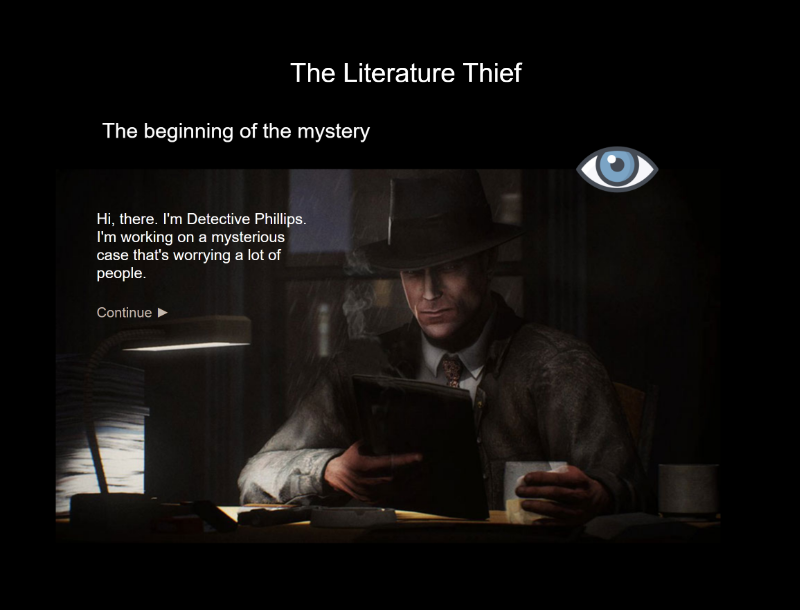 The Literature Thief
The beginning of the mystery
Hi, there. I'm Detective Phillips.
I'm working on a mysterious
case that's worrying a lot of
people.
Continue ►